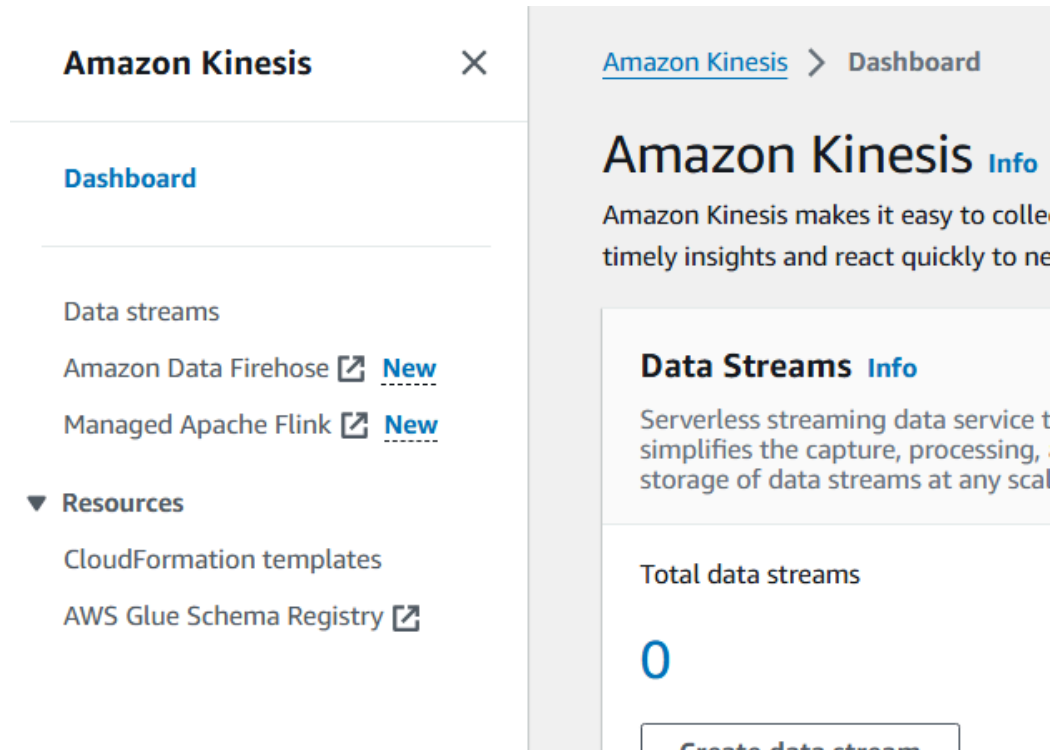 Amazon Kinesis
Dashboard
Data streams
Amazon Data Firehose New
Managed Apache Flink New
Resources
CloudFormation templates
AWS Glue Schema Registry
Amazon Kinesis > Dashboard
Amazon Kinesis Info
Amazon Kinesis makes it easy to
timely insights and react quickly to
Data Streams Info
Serverless streaming data service
simplifies the capture, processing,
storage of data streams at any
Total data streams
0
Create data stream